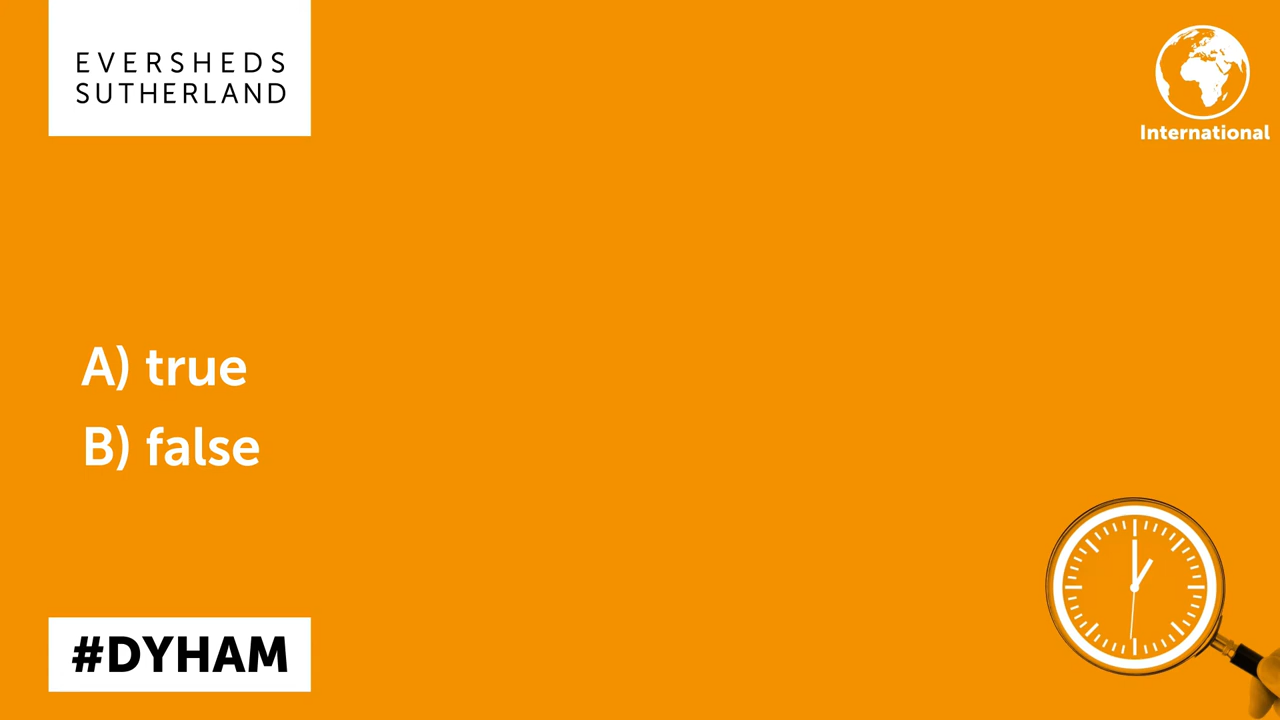 EVERSHEDS
SUTHERLAND
International
A) true
B) false
#DYHAM